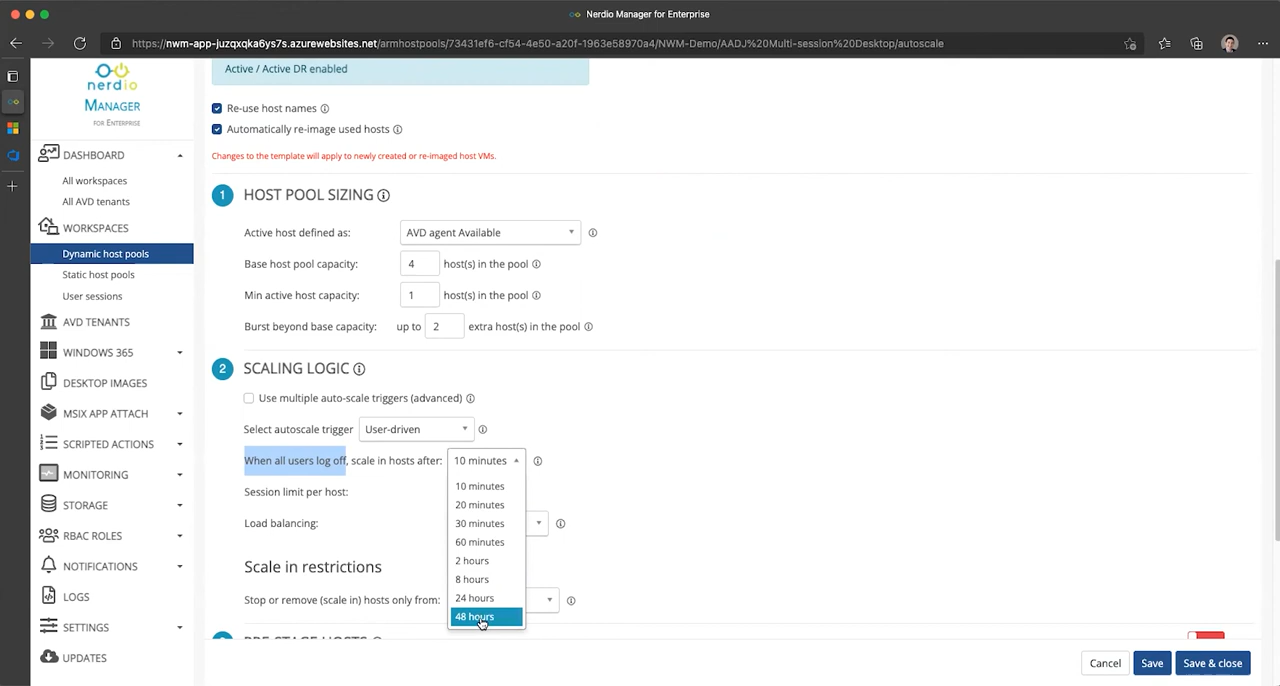 Nerdio Manager for Enterprise
https://nwm-app-juzqxqka6ys7s.azurewebsites.net/armhostpools/73431ef6-cf54-4e50-a20f-1963e58970a4/NWM-Demo/AADJ%20Multi-session%20Desktop/autoscale
nerdio
MANAGER
FOR ENTERPRISE
DASHBOARD
All workspaces
All AVD tenants
WORKSPACES
Dynamic host pools
Static host pools
User sessions
AVD TENANTS
WINDOWS 365
DESKTOP IMAGES
MSIX APP ATTACH
SCRIPTED ACTIONS
MONITORING
STORAGE
RBAC ROLES
NOTIFICATIONS
LOGS
SETTINGS
UPDATES
Active / Active DR enabled
Re-use host names
Automatically re-image used hosts
Changes to the template will apply to newly created or re-imaged host VMs.
1 HOST POOL SIZING
Active host defined as: AVD agent Available
Base host pool capacity: 4 host(s) in the pool
Min active host capacity: 1 host(s) in the pool
Burst beyond base capacity: up to 2 extra host(s) in the pool
2 SCALING LOGIC
Use multiple auto-scale triggers (advanced)
Select autoscale trigger User-driven
When all users log off, scale in hosts after: 10 minutes
10 minutes
20 minutes
30 minutes
60 minutes
2 hours
8 hours
24 hours
48 hours
Session limit per host:
Load balancing:
Scale in restrictions
Stop or remove (scale in) hosts only from:
PRE-STAGE HOSTS
Cancel Save Save & close